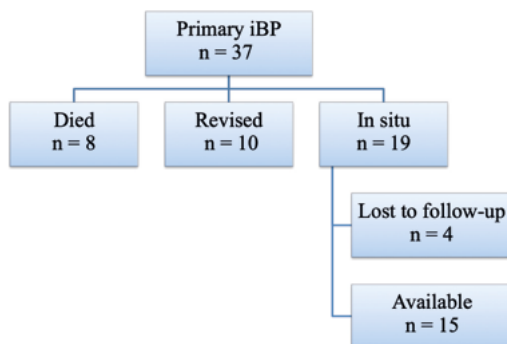 Primary iBP
n = 37
Died
n = 8
Revised
n = 10
In situ
n = 19
Lost to follow-up
n = 4
Available
n = 15